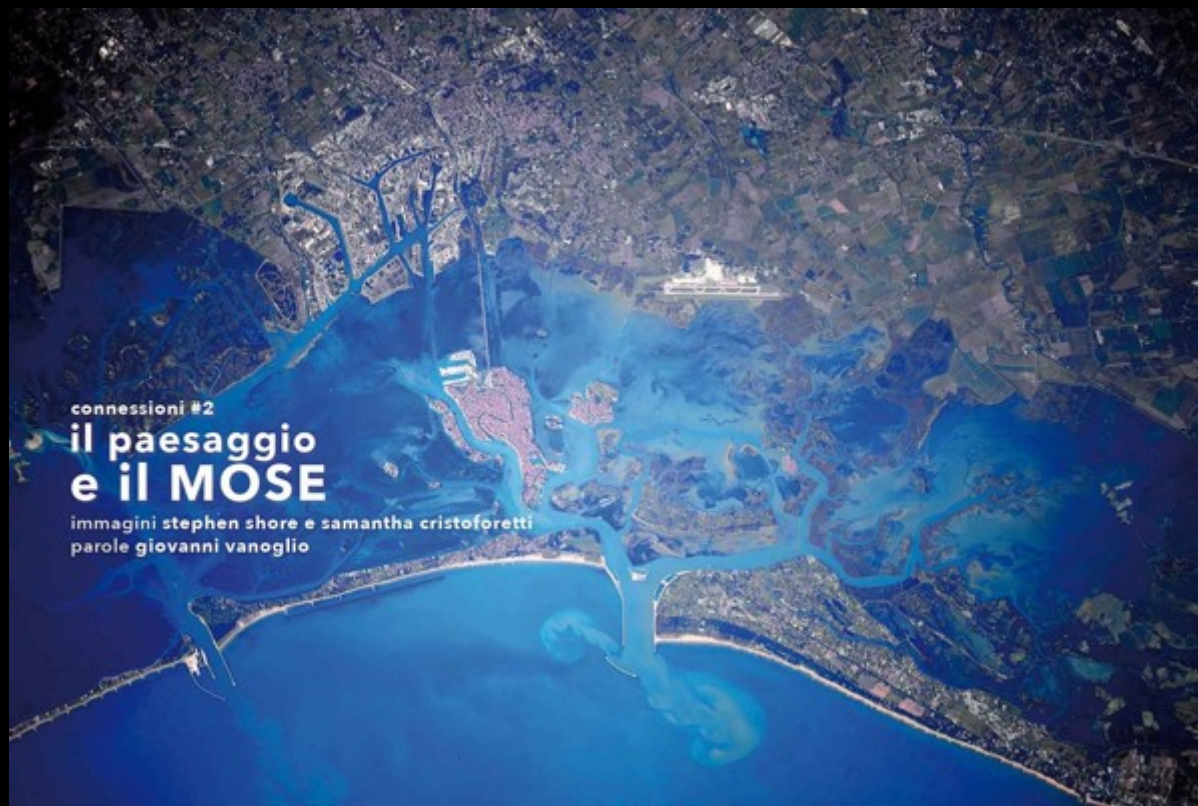 connessioni #2
il paesaggio
e il MOSE
immagini stephen shore e samantha cristoforetti
parole giovanni vanoglio